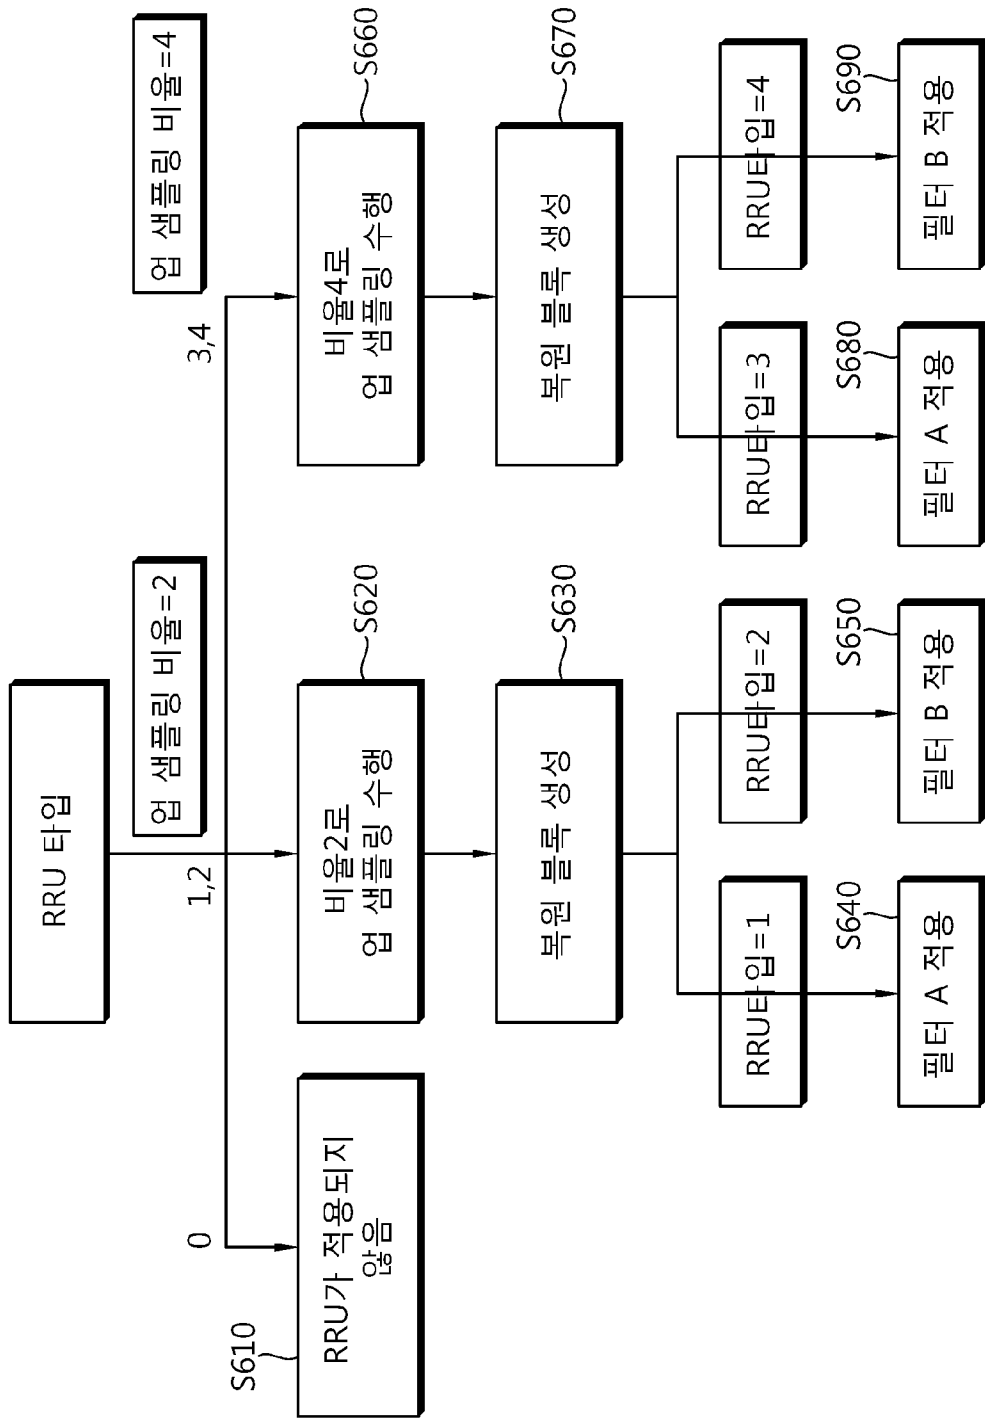 RRU 타입
업 샘플링 비율=2
업 샘플링 비율=4
0
1,2
3,4
S610
RRU가 적용되지
않음
S620
비율2로
업 샘플링 수행
S660
비율4로
업 샘플링 수행
S630
복원 블록 생성
S670
복원 블록 생성
RRU타입=1
RRU타입=2
RRU타입=3
RRU타입=4
S640
필터 A 적용
S650
필터 B 적용
S680
필터 A 적용
S690
필터 B 적용